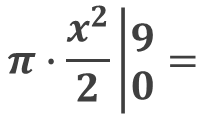 π · x²/2 |₀⁹ =